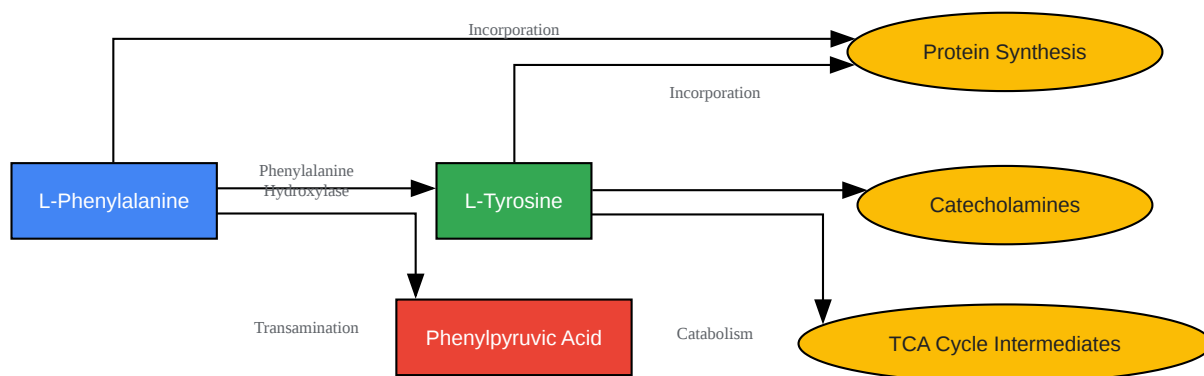 Incorporation
Protein Synthesis
Incorporation
L-Phenylalanine
Phenylalanine
Hydroxylase
L-Tyrosine
Catecholamines
Transamination
Phenylpyruvic Acid
Catabolism
TCA Cycle Intermediates